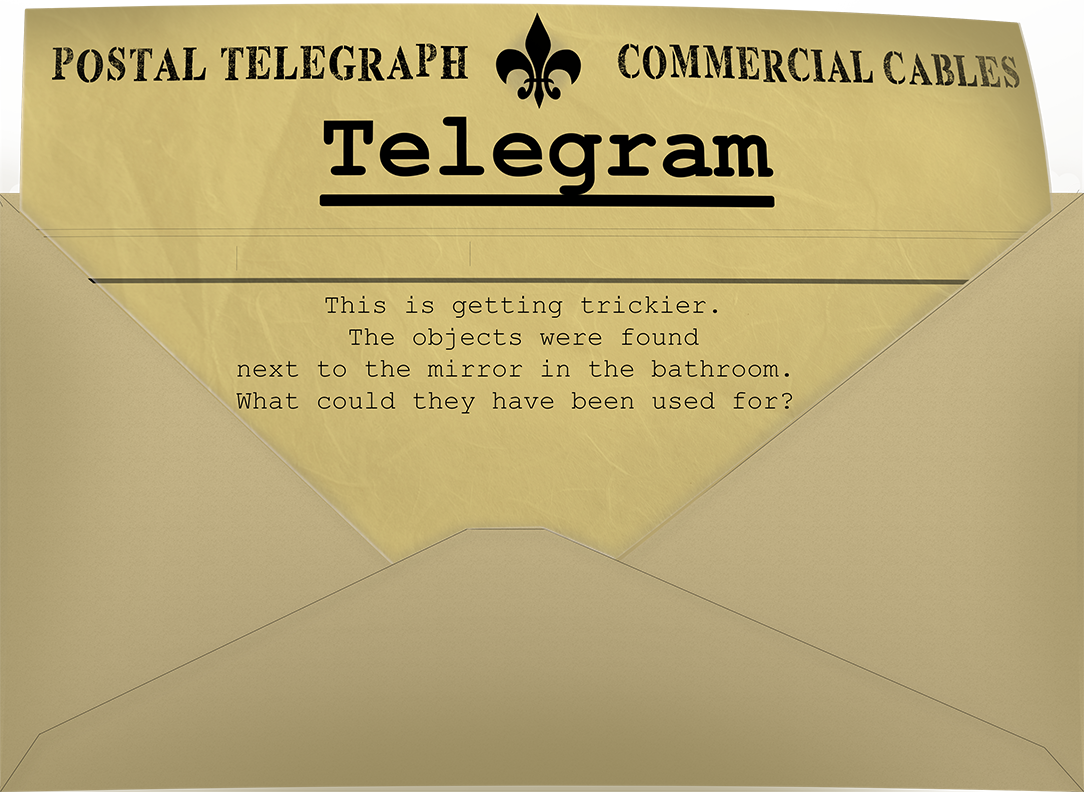 POSTAL TELEGRAPH COMMERCIAL CABLES
Telegram
This is getting trickier.
The objects were found
next to the mirror in the bathroom.
What could they have been used for?